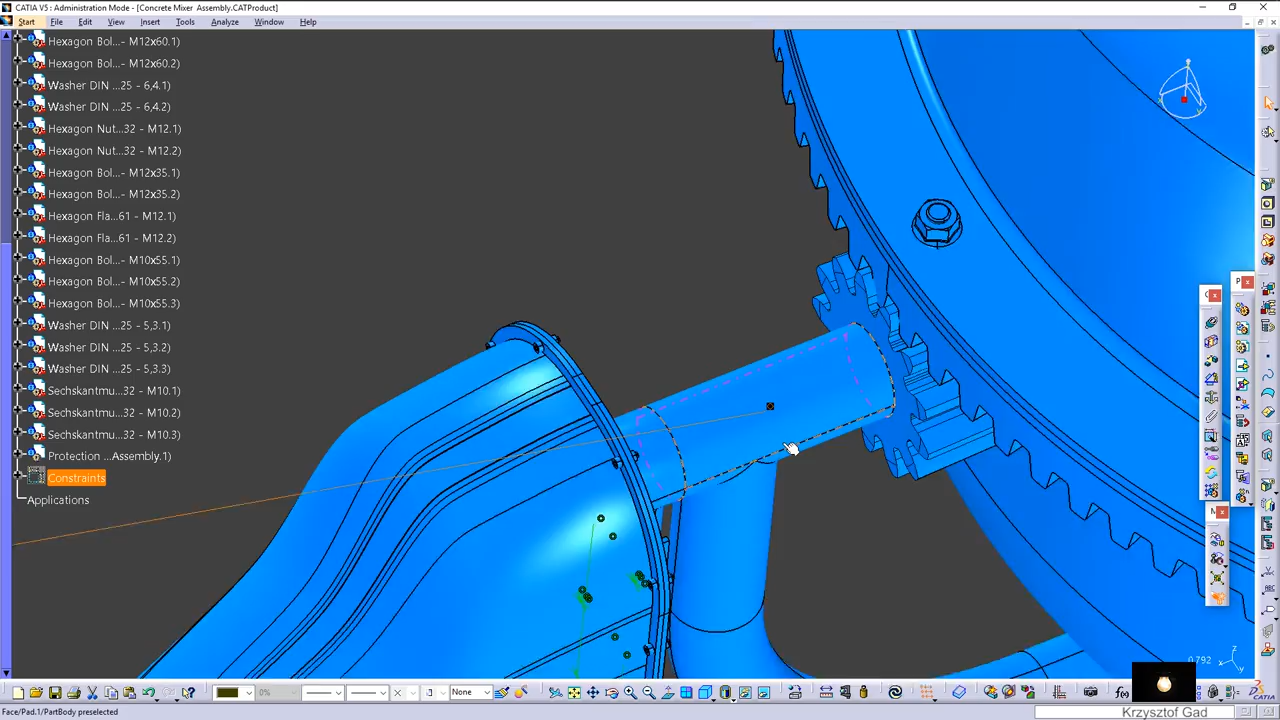 CATIA V5 : Administration Mode - [Concrete Mixer Assembly.CATProduct]
Start File Edit View Insert Tools Analyze Window Help
Hexagon Bol...- M12x60.1)
Hexagon Bol...- M12x60.2)
Washer DIN ...25 - 6,4.1)
Washer DIN ...25 - 6,4.2)
Hexagon Nut...32 - M12.1)
Hexagon Nut...32 - M12.2)
Hexagon Bol...- M12x35.1)
Hexagon Bol...- M12x35.2)
Hexagon Fla...61 - M12.1)
Hexagon Fla...61 - M12.2)
Hexagon Bol...- M10x55.1)
Hexagon Bol...- M10x55.2)
Hexagon Bol...- M10x55.3)
Washer DIN ...25 - 5,3.1)
Washer DIN ...25 - 5,3.2)
Washer DIN ...25 - 5,3.3)
Sechskantmu...32 - M10.1)
Sechskantmu...32 - M10.2)
Sechskantmu...32 - M10.3)
Protection ...Assembly.1)
Constraints
Applications
0.792
0%
None
CATIA
Face/Pad.1/PartBody preselected
Krzysztof Gad